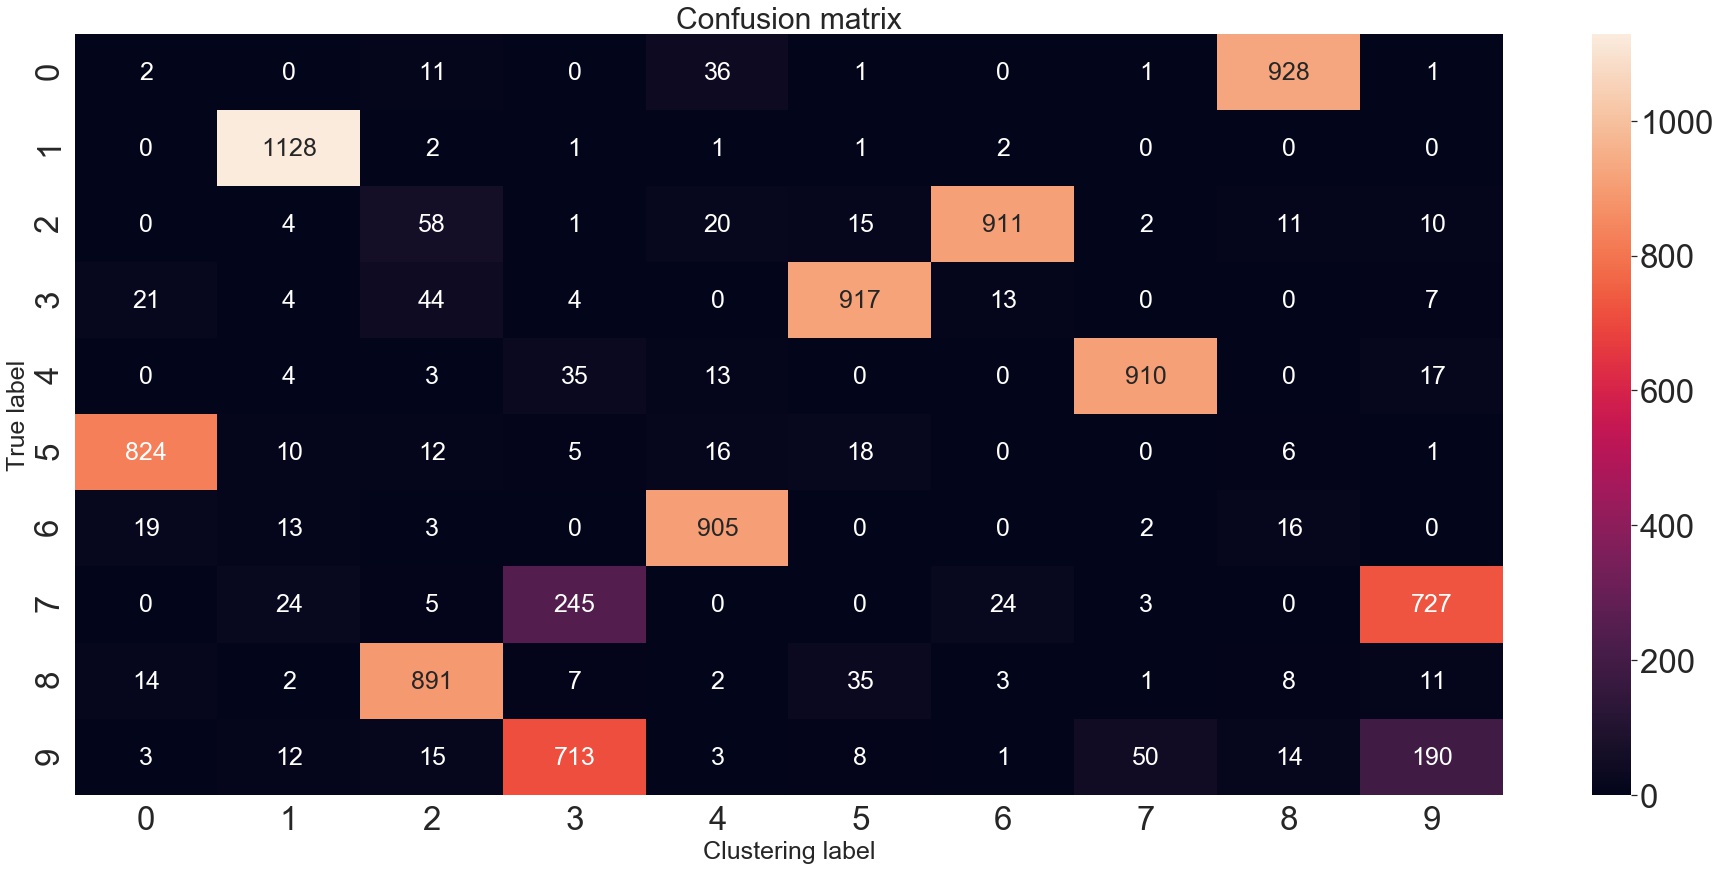 Confusion matrix
0 2 0 11 0 36 1 0 1 928 1
1 0 1128 2 1 1 1 2 0 0 0
2 0 4 58 1 20 15 911 2 11 10
3 21 4 44 4 0 917 13 0 0 7
4 0 4 3 35 13 0 0 910 0 17
5 824 10 12 5 16 18 0 0 6 1
6 19 13 3 0 905 0 0 2 16 0
7 0 24 5 245 0 0 24 3 0 727
8 14 2 891 7 2 35 3 1 8 11
9 3 12 15 713 3 8 1 50 14 190
0 1 2 3 4 5 6 7 8 9
Clustering label
True label
1000
800
600
400
200
0